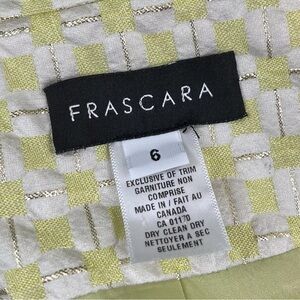 FRASCARA
6
EXCLUSIVE OF TRIM
GARNITURE NON
COMPRISE
MADE IN / FAIT AU
CANADA
CA 01170
DRY CLEAN DRY
NETTOYER A SEC
SEULEMENT